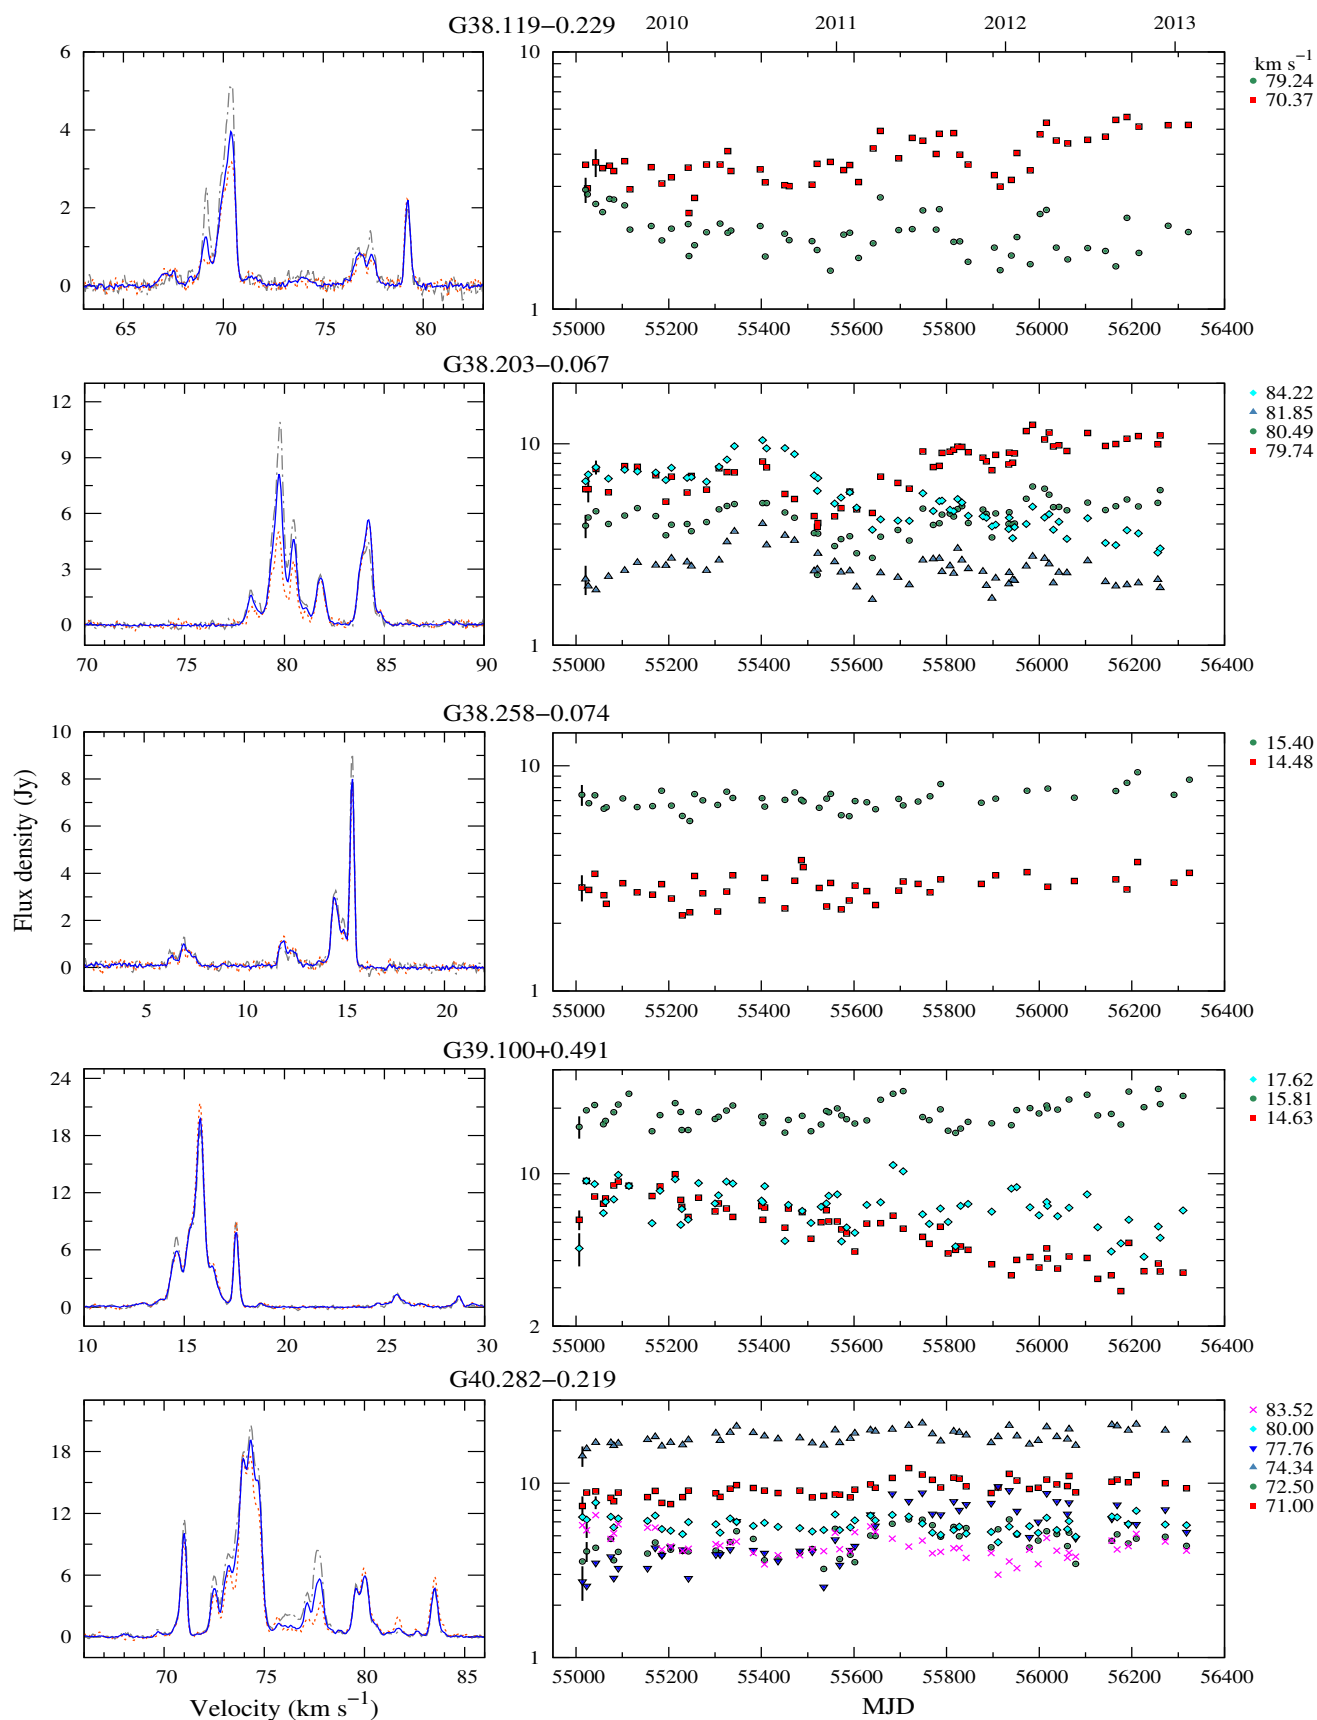 G38.119−0.229
2010 2011 2012 2013
6
4
2
0
65 70 75 80
10
1
55000 55200 55400 55600 55800 56000 56200 56400
km s⁻¹
79.24
70.37
G38.203−0.067
12
9
6
3
0
70 75 80 85 90
10
1
55000 55200 55400 55600 55800 56000 56200 56400
84.22
81.85
80.49
79.74
G38.258−0.074
10
8
6
4
2
0
5 10 15 20
10
1
55000 55200 55400 55600 55800 56000 56200 56400
15.40
14.48
Flux density (Jy)
G39.100+0.491
24
18
12
6
0
10 15 20 25 30
10
2
55000 55200 55400 55600 55800 56000 56200 56400
17.62
15.81
14.63
G40.282−0.219
18
12
6
0
70 75 80 85
10
1
55000 55200 55400 55600 55800 56000 56200 56400
83.52
80.00
77.76
74.34
72.50
71.00
Velocity (km s⁻¹)
MJD